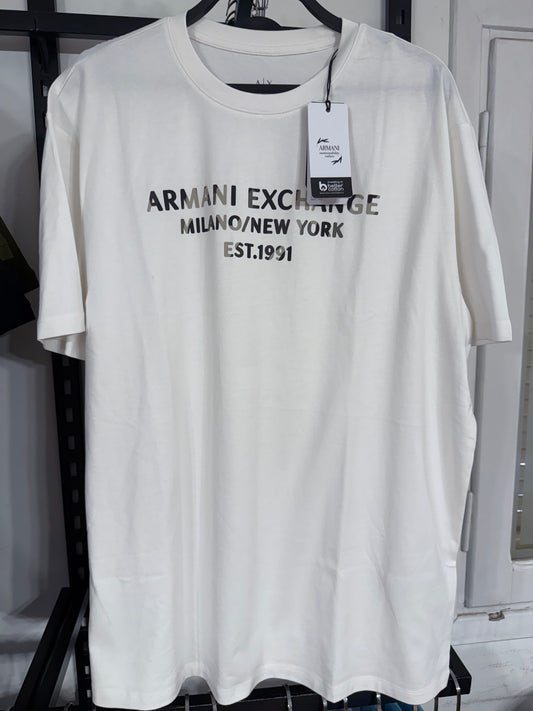 A|X
ARMANI
better
cotton
ARMANI EXCHANGE
MILANO/NEW YORK
EST.1991